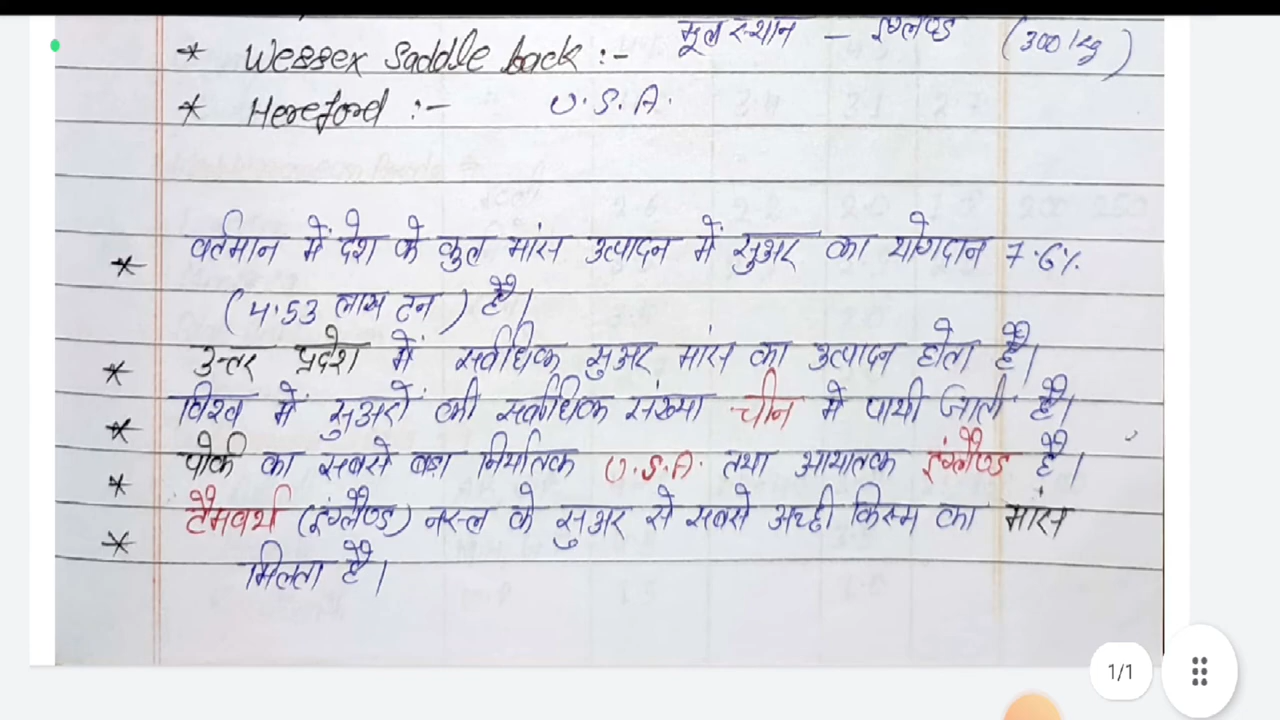 * Wessex Saddle back :- मूल स्थान - इंग्लैण्ड (300 kg)
* Hereford :- U.S.A.
* वर्तमान में देश के कुल मांस उत्पादन में सुअर का योगदान 7.6%
(4.53 लाख टन) है।
* उत्तर प्रदेश में सर्वाधिक सुअर मांस का उत्पादन होता है।
* विश्व में सुअरों की सर्वाधिक संख्या चीन में पायी जाती है।
* पोर्क का सबसे बड़ा निर्यातक U.S.A. तथा आयातक इंग्लैण्ड है।
* टैमवर्थ (इंग्लैण्ड) नस्ल के सुअर से सबसे अच्छी किस्म का मांस
मिलता है।
1/1